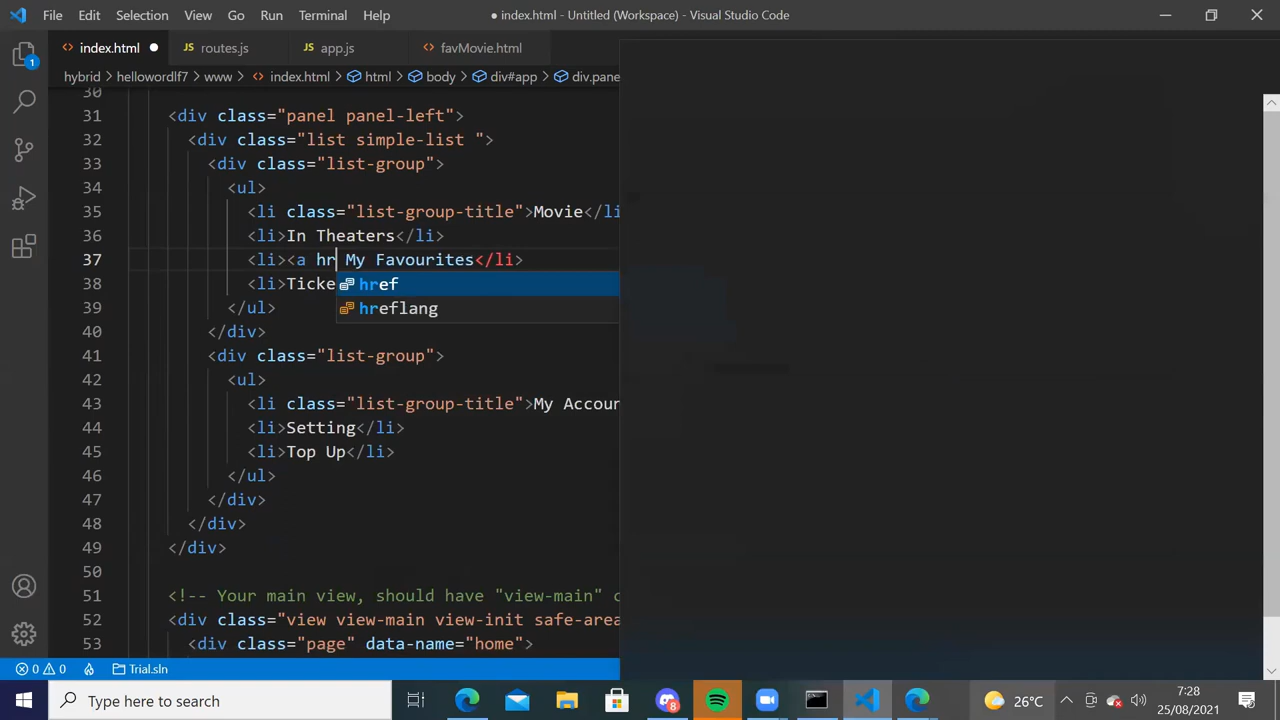 File Edit Selection View Go Run Terminal Help
● index.html - Untitled (Workspace) - Visual Studio Code
index.html ●
routes.js
app.js
favMovie.html
hybrid > hellowordlf7 > www > index.html > html > body > div#app > div.pane
1
30
31 <div class="panel panel-left">
32 <div class="list simple-list ">
33 <div class="list-group">
34 <ul>
35 <li class="list-group-title">Movie</li
36 <li>In Theaters</li>
37 <li><a hr My Favourites</li>
href
38 <li>Ticke
hreflang
39 </ul>
40 </div>
41 <div class="list-group">
42 <ul>
43 <li class="list-group-title">My Accoun
44 <li>Setting</li>
45 <li>Top Up</li>
46 </ul>
47 </div>
48 </div>
49 </div>
50
51 <!-- Your main view, should have "view-main" c
52 <div class="view view-main view-init safe-area
53 <div class="page" data-name="home">
0 0 Trial.sln
Type here to search
8
26°C
7:28
25/08/2021